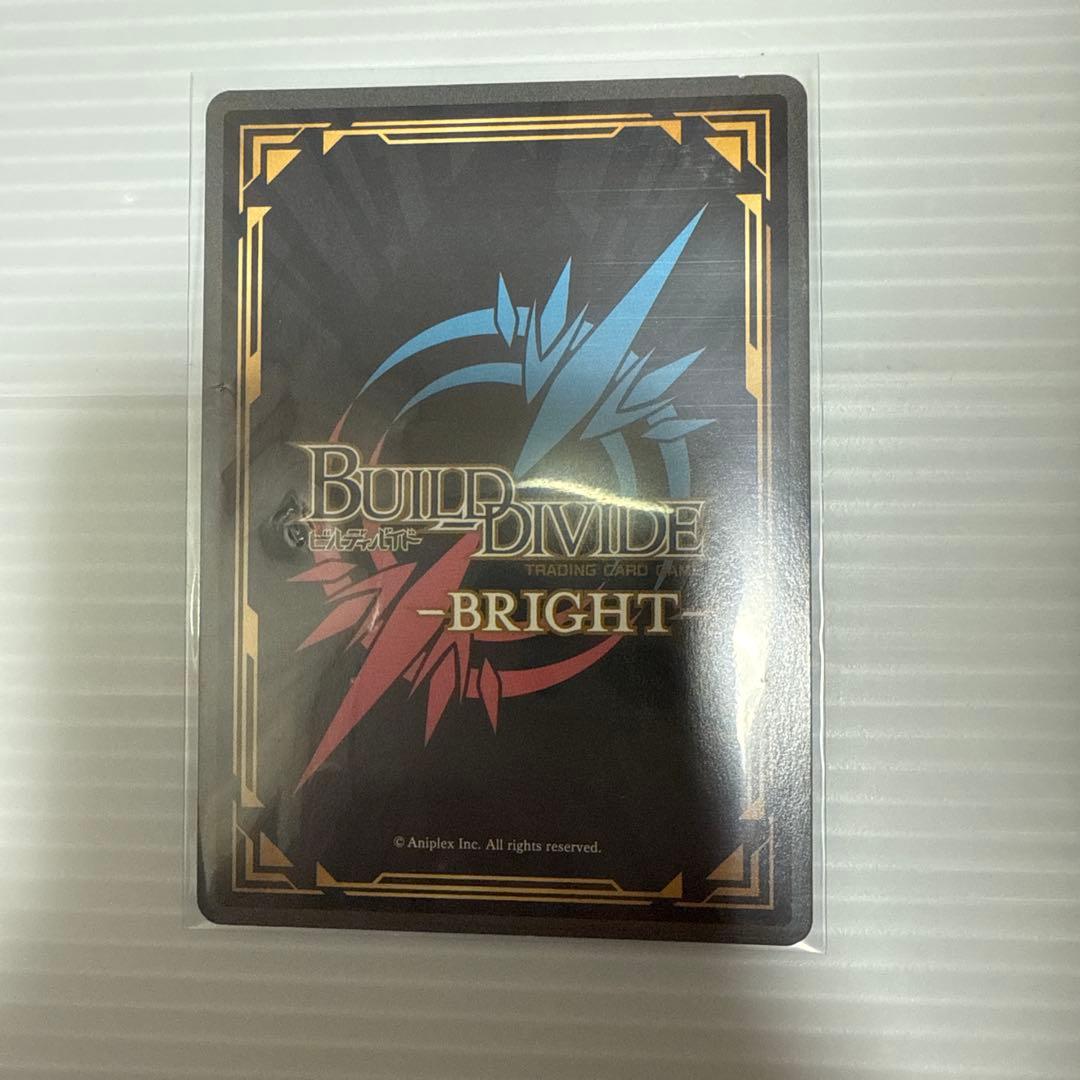 BUILD DIVIDE
ビルディバイド
TRADING CARD GAME
-BRIGHT-
© Aniplex Inc. All rights reserved.